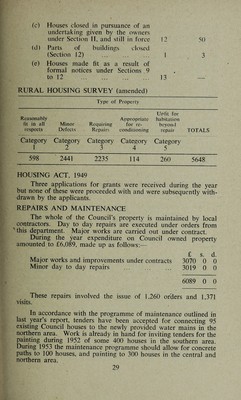 (c) Houses closed in pursuance of an
undertaking given by the owners
under Section 11, and still in force 12 50
(d) Parts of buildings closed
(Section 12) 1 3
(e) Houses made fit as a result of
formal notices under Sections 9
to 12 13 —
RURAL HOUSING SURVEY (amended)
Type of Property
Reasonably fit in all respects
Minor Defects
Requiring Repairs
Appropriate for re-conditioning
Unfit for habitation beyond repair
TOTALS
Category 1 Category 2 Category 3 Category 4 Category 5
598 2441 2235 114 260 5648
HOUSING ACT, 1949
Three applications for grants were received during the year
but none of these were proceeded with and were subsequently with-
drawn by the applicants.
REPAIRS AND MAINTENANCE
The whole of the Council's property is maintained by local
contractors. Day to day repairs are executed under orders from
this department. Major works are carried out under contract.
During the year expenditure on Council owned property
amounted to £6,089, made up as follows:—
£ s. d.
Major works and improvements under contracts 3070 0 0
Minor day to day repairs 3019 0 0
6089 0 0
These repairs involved the issue of 1,260 orders and 1,371
visits.
In accordance with the programme of maintenance outlined in
last year's report, tenders have been accepted for connecting 95
existing Council houses to the newly provided water mains in the
northern area. Work is already in hand for inviting tenders for the
painting during 1952 of some 400 houses in the southern area.
During 1953 the maintenance programme should allow for concrete
paths to 100 houses, and painting to 300 houses in the central and
northern area.
29